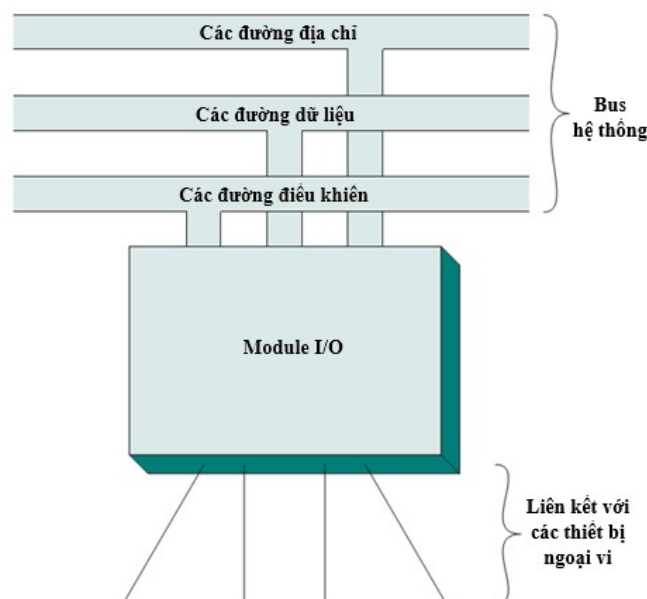 Các đường địa chỉ
Các đường dữ liệu
Các đường điều khiên
Bus
hệ thống
Module I/O
Liên kết với
các thiết bị
ngoại vi